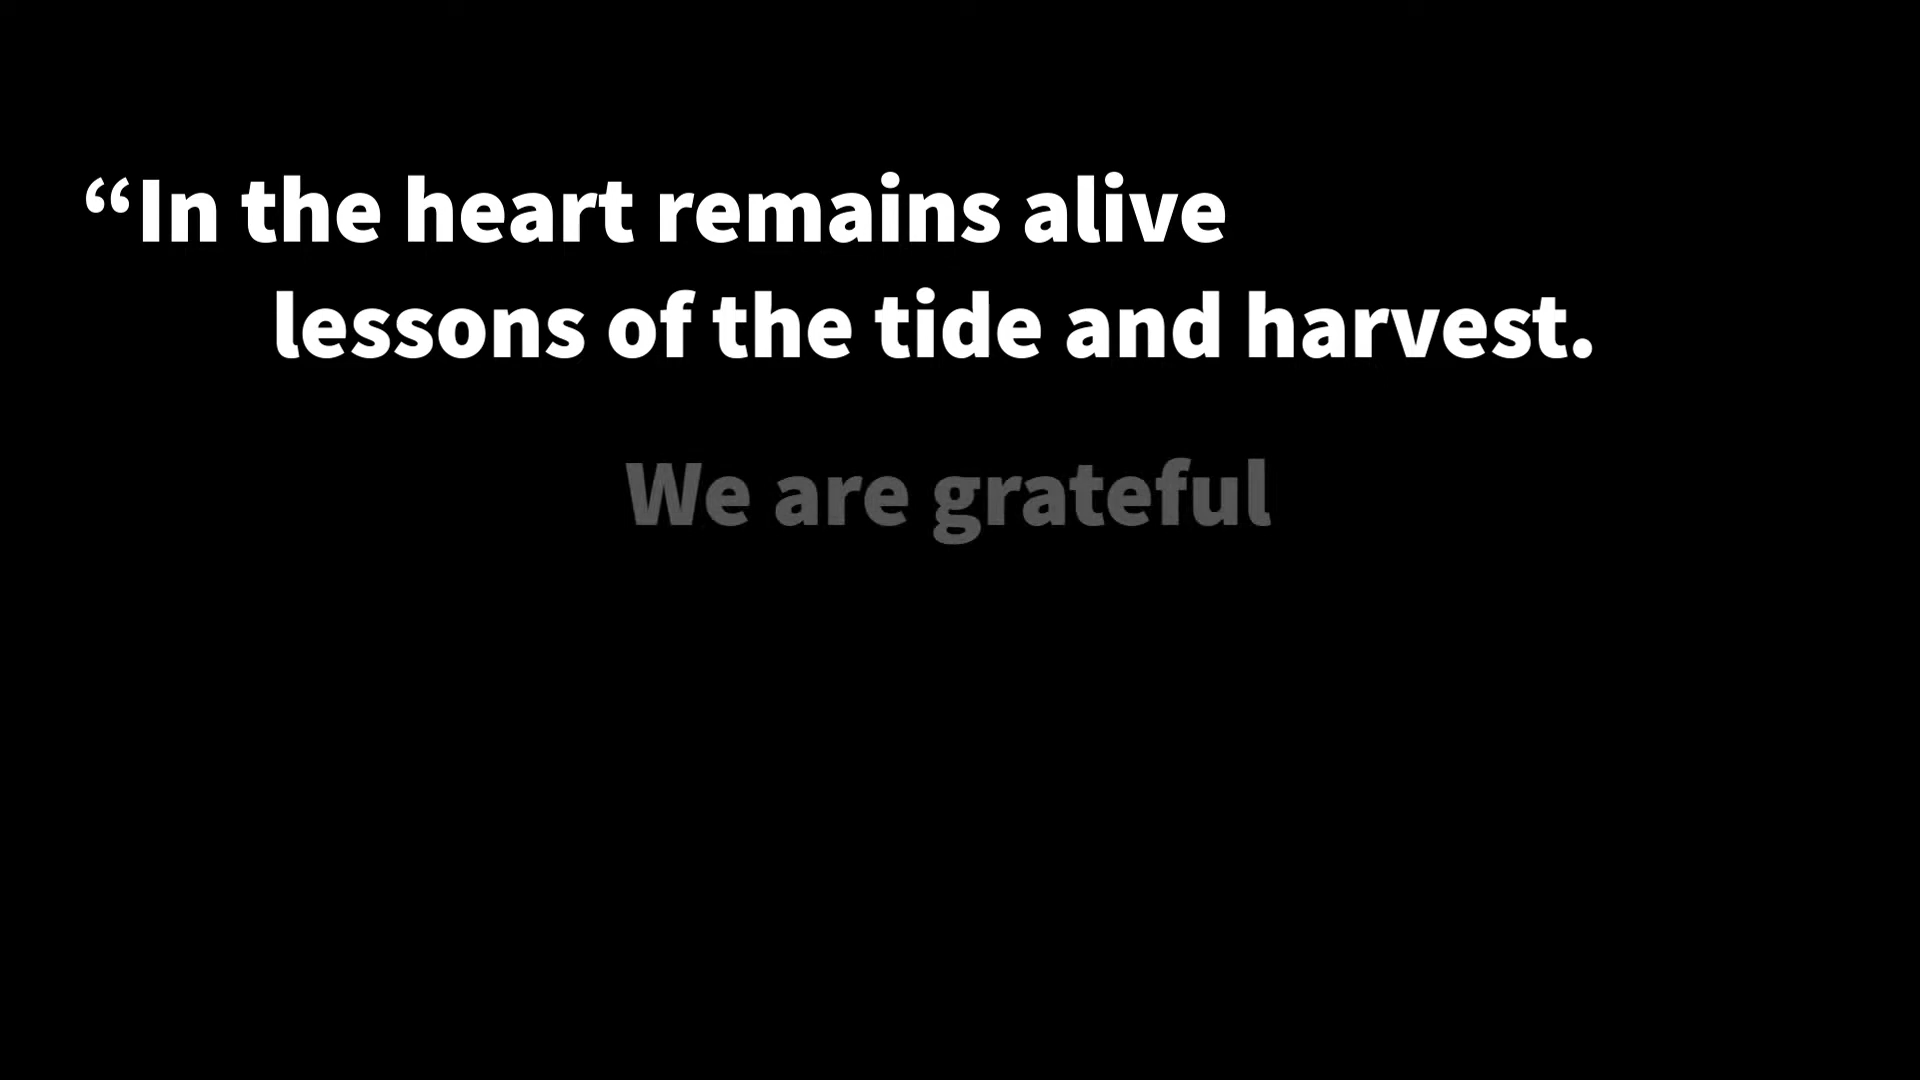 “In the heart remains alive
lessons of the tide and harvest.
We are grateful